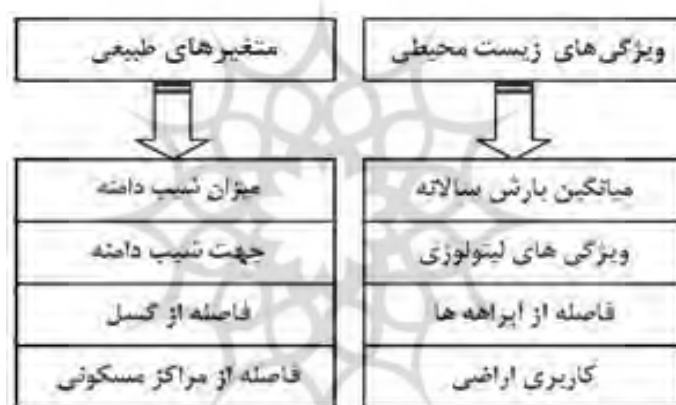 ویژگی‌های زیست محیطی
میانگین بارش سالانه
ویژگی های لیتولوژی
فاصله از آبراهه ها
کاربری اراضی
متغیرهای طبیعی
میزان شیب دامنه
جهت شیب دامنه
فاصله از گسل
فاصله از مراکز مسکونی